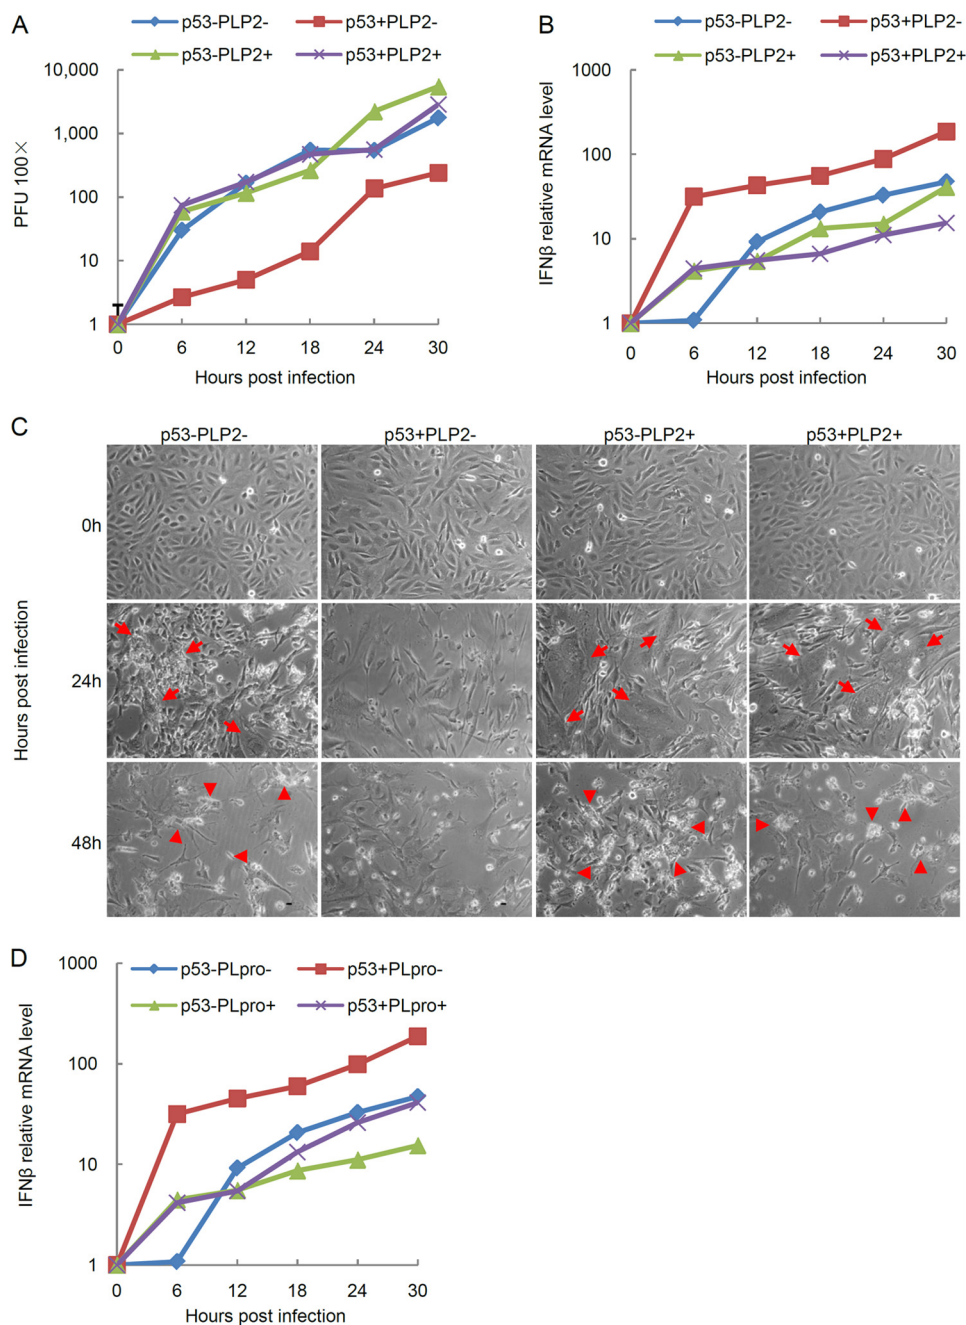 A
p53-PLP2-
p53+PLP2-
p53-PLP2+
p53+PLP2+
10,000
1,000
100
10
1
PFU 100×
0 6 12 18 24 30
Hours post infection
B
p53-PLP2-
p53+PLP2-
p53-PLP2+
p53+PLP2+
1000
100
10
1
IFNβ relative mRNA level
0 6 12 18 24 30
Hours post infection
C
p53-PLP2- p53+PLP2- p53-PLP2+ p53+PLP2+
0h
24h
48h
Hours post infection
D
p53-PLpro-
p53+PLpro-
p53-PLpro+
p53+PLpro+
1000
100
10
1
IFNβ relative mRNA level
0 6 12 18 24 30
Hours post infection